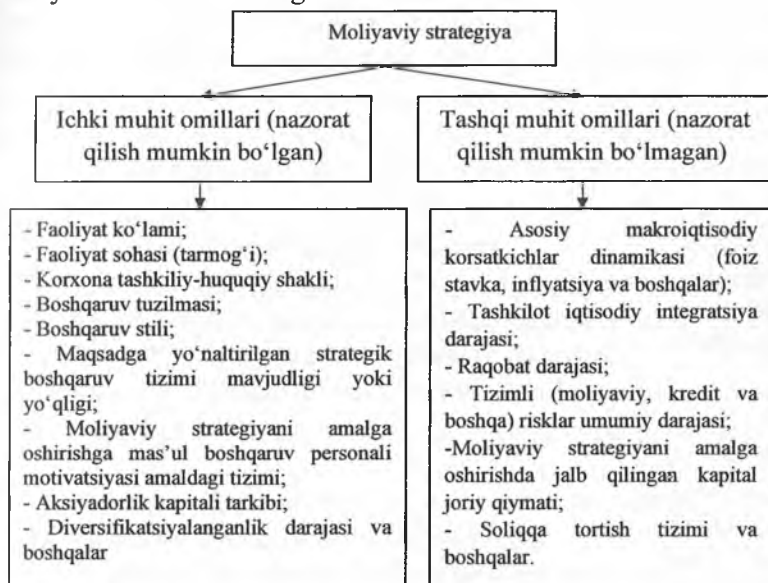 Moliyaviy strategiya
Ichki muhit omillari (nazorat
qilish mumkin bo‘lgan)
Tashqi muhit omillari (nazorat
qilish mumkin bo‘lmagan)
- Faoliyat ko‘lami;
- Faoliyat sohasi (tarmog‘i);
- Korxona tashkiliy-huquqiy shakli;
- Boshqaruv tuzilmasi;
- Boshqaruv stili;
- Maqsadga yo‘naltirilgan strategik
boshqaruv tizimi mavjudligi yoki
yo‘qligi;
- Moliyaviy strategiyani amalga
oshirishga mas’ul boshqaruv personali
motivatsiyasi amaldagi tizimi;
- Aksiyadorlik kapitali tarkibi;
- Diversifikatsiyalanganlik darajasi va
boshqalar
- Asosiy makroiqtisodiy
korsatkichlar dinamikasi (foiz
stavka, inflyatsiya va boshqalar);
- Tashkilot iqtisodiy integratsiya
darajasi;
- Raqobat darajasi;
- Tizimli (moliyaviy, kredit va
boshqa) risklar umumiy darajasi;
-Moliyaviy strategiyani amalga
oshirishda jalb qilingan kapital
joriy qiymati;
- Soliqqa tortish tizimi va
boshqalar.